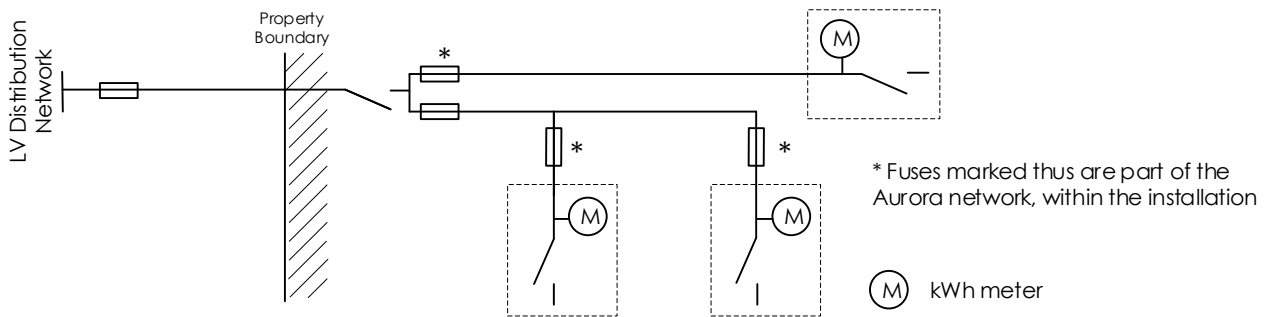 Property
Boundary
LV Distribution
Network
*
M
*
*
M
M
* Fuses marked thus are part of the
Aurora network, within the installation
M kWh meter